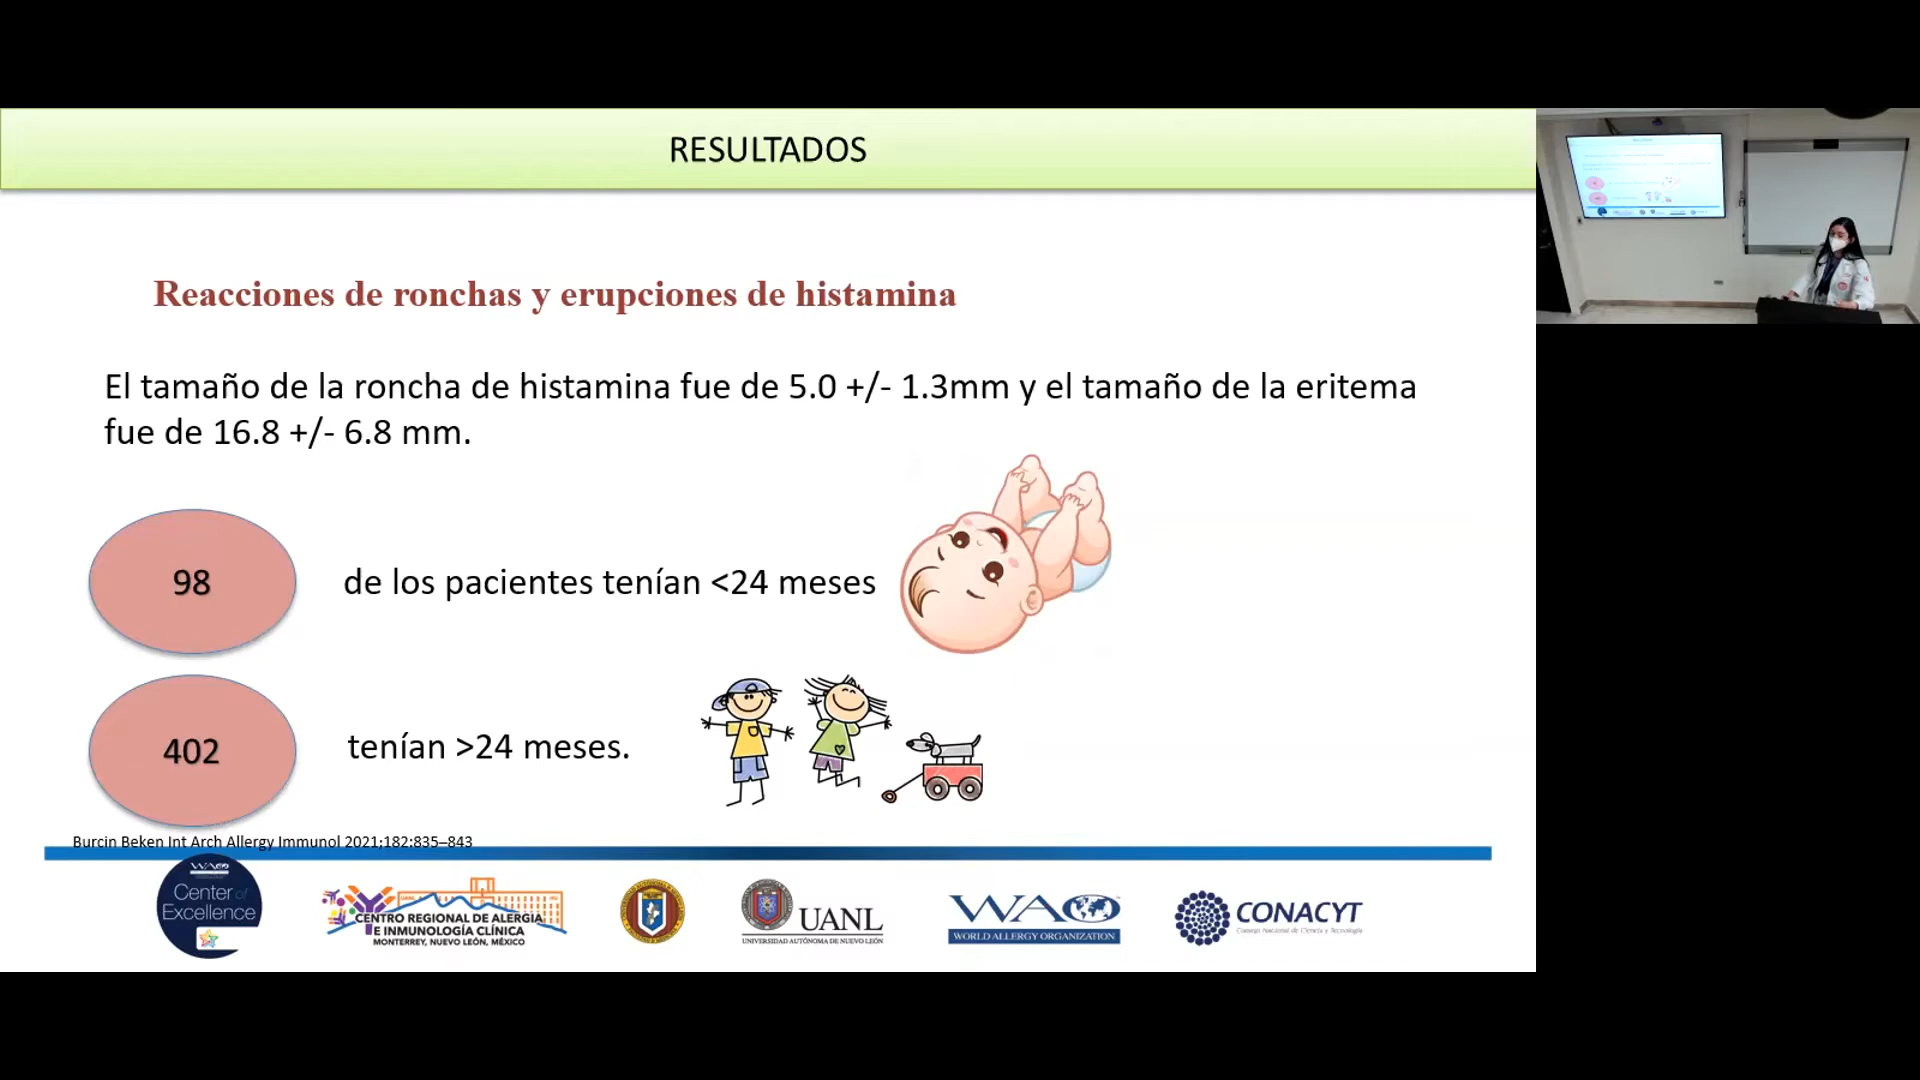 RESULTADOS
Reacciones de ronchas y erupciones de histamina
El tamaño de la roncha de histamina fue de 5.0 +/- 1.3mm y el tamaño de la eritema
fue de 16.8 +/- 6.8 mm.
98
de los pacientes tenían <24 meses
402
tenían >24 meses.
Burcin Beken Int Arch Allergy Immunol 2021;182:835–843
WAO
Center of
Excellence
CENTRO REGIONAL DE ALERGIA
E INMUNOLOGÍA CLÍNICA
MONTERREY, NUEVO LEÓN, MÉXICO
UANL
UNIVERSIDAD AUTÓNOMA DE NUEVO LEÓN
WAO
WORLD ALLERGY ORGANIZATION
CONACYT
Consejo Nacional de Ciencia y Tecnología